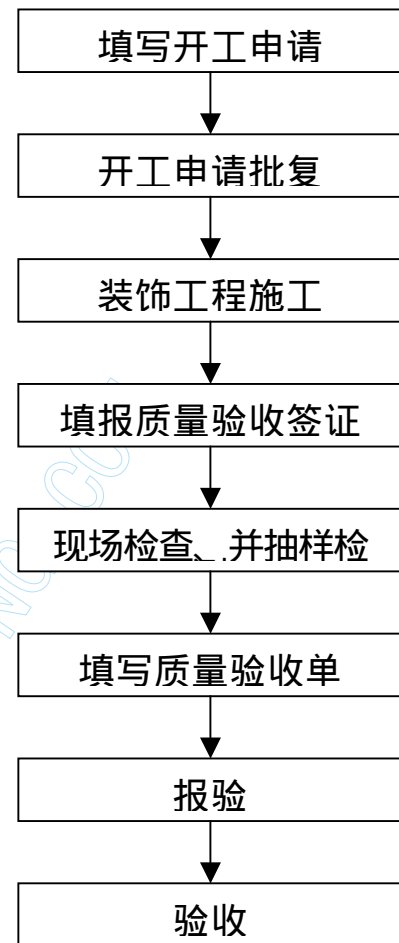 填写开工申请
开工申请批复
装饰工程施工
填报质量验收签证
现场检查、并抽样检
填写质量验收单
报验
验收